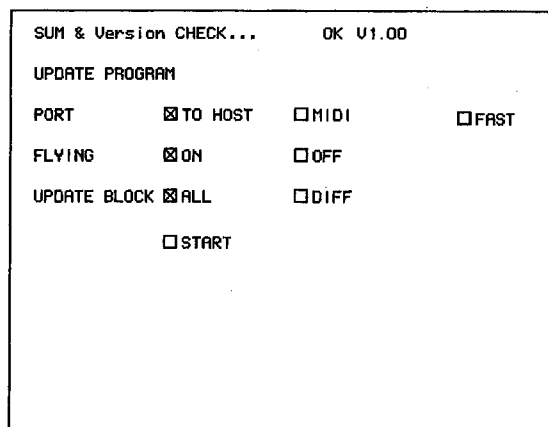 SUM & Version CHECK... OK V1.00
UPDATE PROGRAM
PORT ☒TO HOST ☐MIDI ☐FAST
FLYING ☒ON ☐OFF
UPDATE BLOCK ☒ALL ☐DIFF
☐START